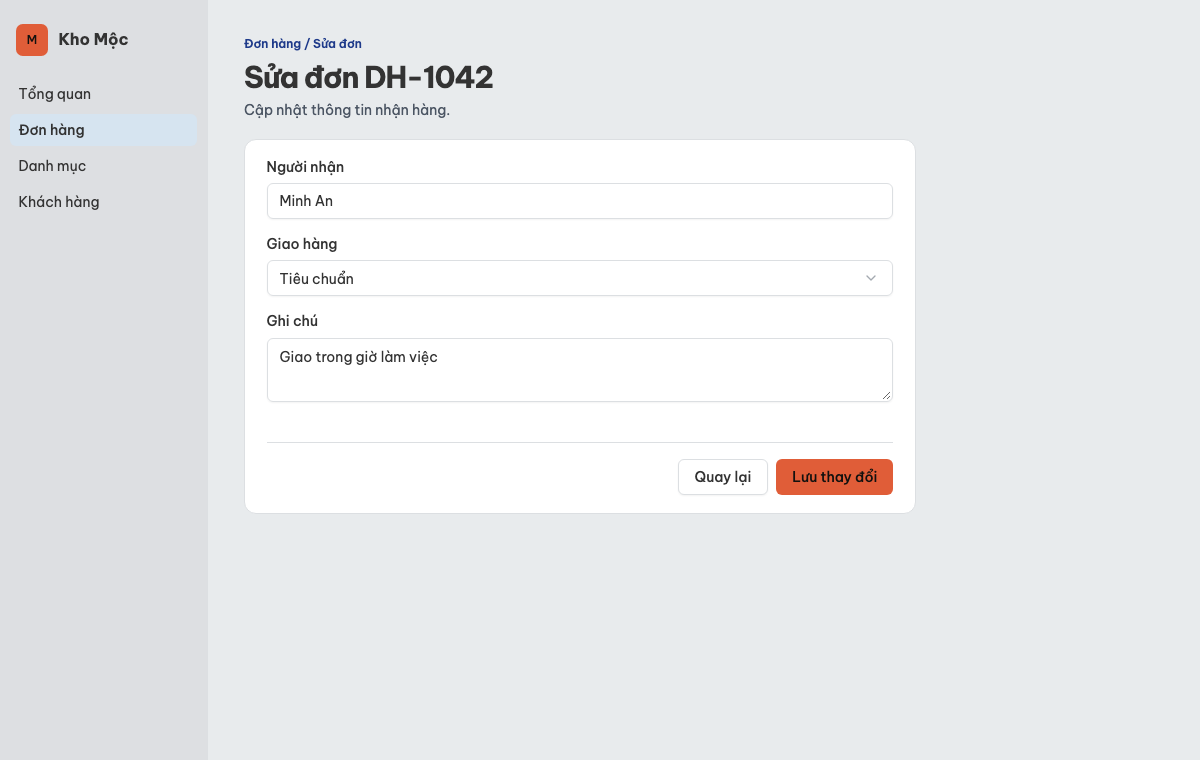 M
Kho Mộc
Tổng quan
Đơn hàng
Danh mục
Khách hàng
Đơn hàng / Sửa đơn
Sửa đơn DH-1042
Cập nhật thông tin nhận hàng.
Người nhận
Minh An
Giao hàng
Tiêu chuẩn
Ghi chú
Giao trong giờ làm việc
Quay lại
Lưu thay đổi